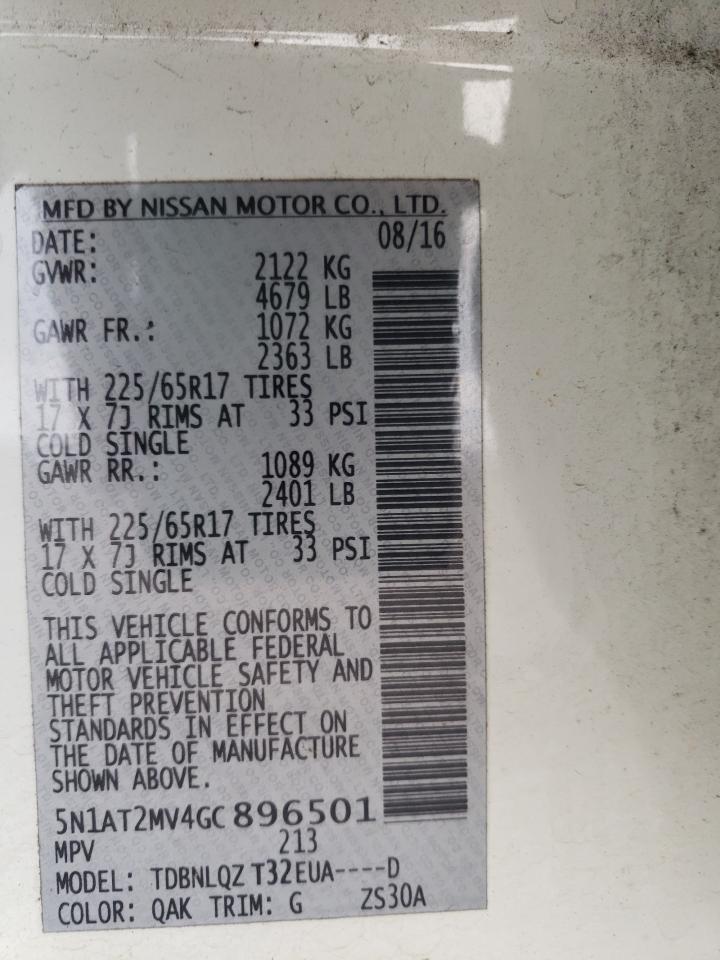 MFD BY NISSAN MOTOR CO., LTD.
DATE: 08/16
GVWR: 2122 KG
4679 LB
GAWR FR.: 1072 KG
2363 LB
WITH 225/65R17 TIRES
17 X 7J RIMS AT 33 PSI
COLD SINGLE
GAWR RR.: 1089 KG
2401 LB
WITH 225/65R17 TIRES
17 X 7J RIMS AT 33 PSI
COLD SINGLE
THIS VEHICLE CONFORMS TO
ALL APPLICABLE FEDERAL
MOTOR VEHICLE SAFETY AND
THEFT PREVENTION
STANDARDS IN EFFECT ON
THE DATE OF MANUFACTURE
SHOWN ABOVE.
5N1AT2MV4GC896501
MPV 213
MODEL: TDBNLQZ T32EUA----D
COLOR: QAK TRIM: G ZS30A